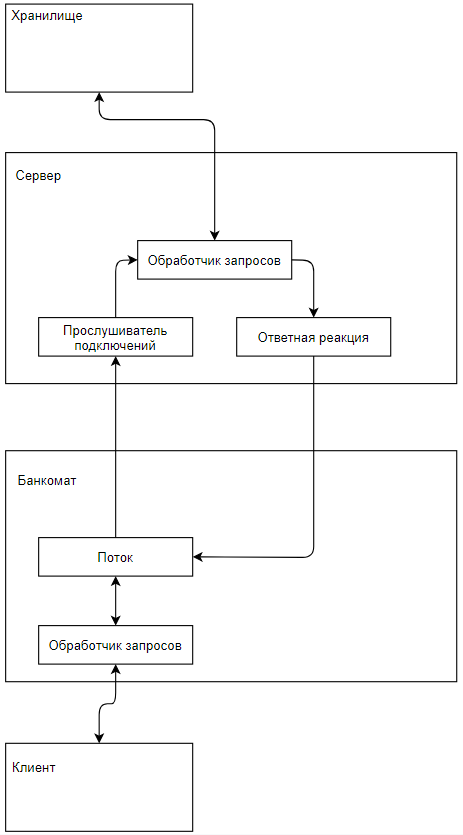 Хранилище
Сервер
Обработчик запросов
Прослушиватель
подключений
Ответная реакция
Банкомат
Поток
Обработчик запросов
Клиент